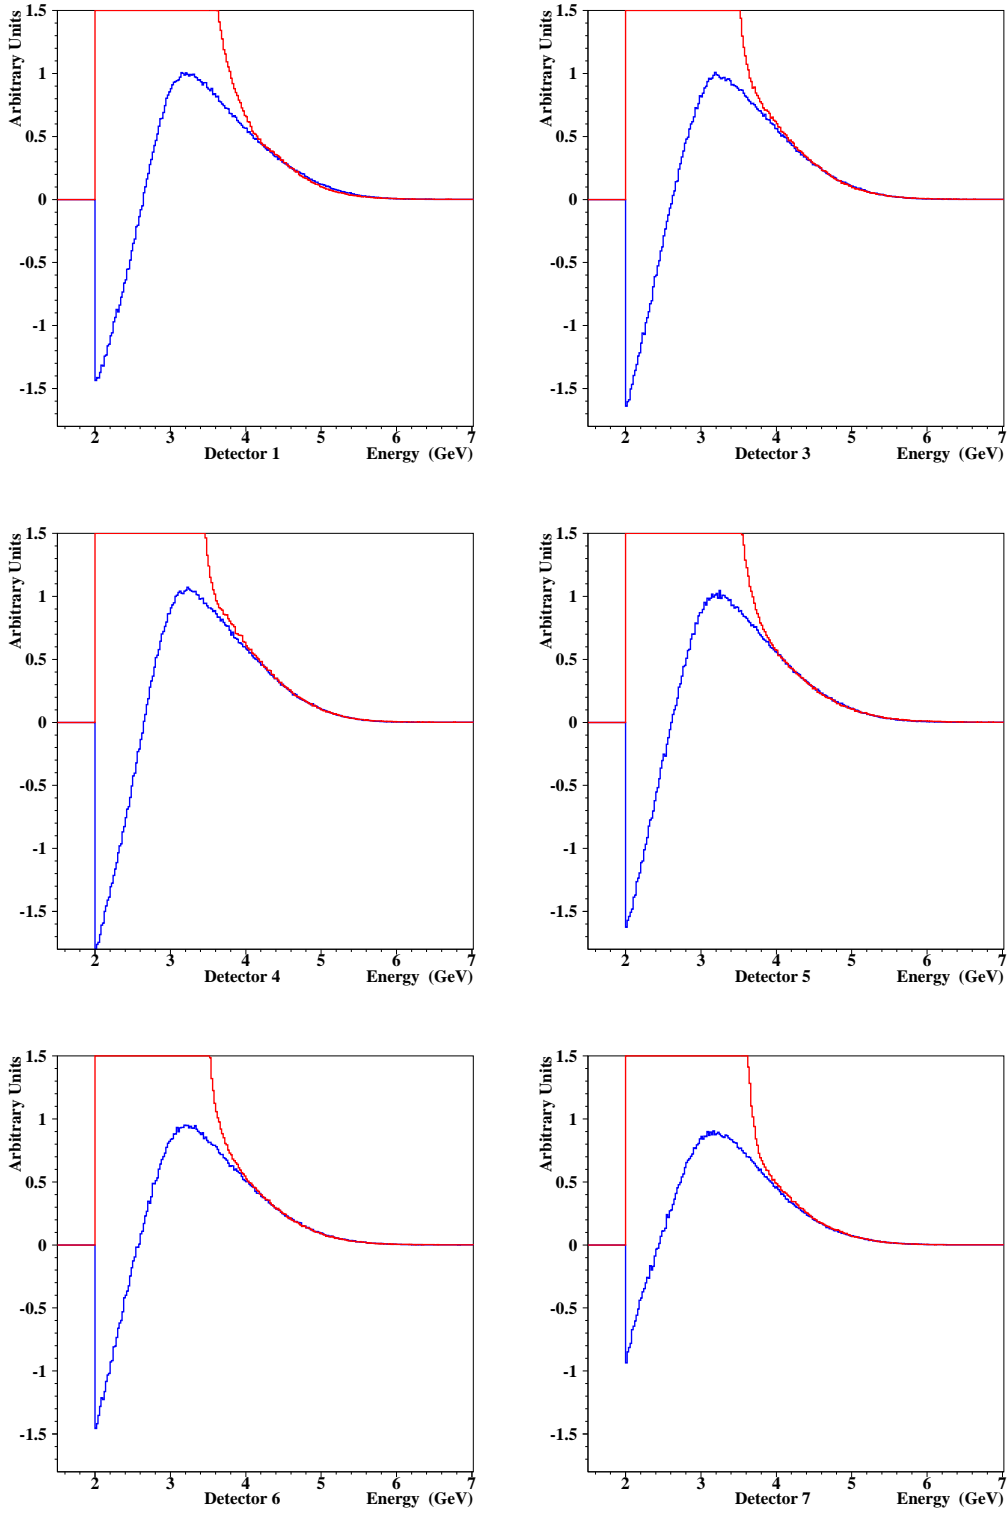 Arbitrary Units
1.5
1
0.5
0
-0.5
-1
-1.5
2 3 4 5 6 7
Detector 1 Energy (GeV)
Arbitrary Units
1.5
1
0.5
0
-0.5
-1
-1.5
2 3 4 5 6 7
Detector 3 Energy (GeV)
Arbitrary Units
1.5
1
0.5
0
-0.5
-1
-1.5
2 3 4 5 6 7
Detector 4 Energy (GeV)
Arbitrary Units
1.5
1
0.5
0
-0.5
-1
-1.5
2 3 4 5 6 7
Detector 5 Energy (GeV)
Arbitrary Units
1.5
1
0.5
0
-0.5
-1
-1.5
2 3 4 5 6 7
Detector 6 Energy (GeV)
Arbitrary Units
1.5
1
0.5
0
-0.5
-1
-1.5
2 3 4 5 6 7
Detector 7 Energy (GeV)